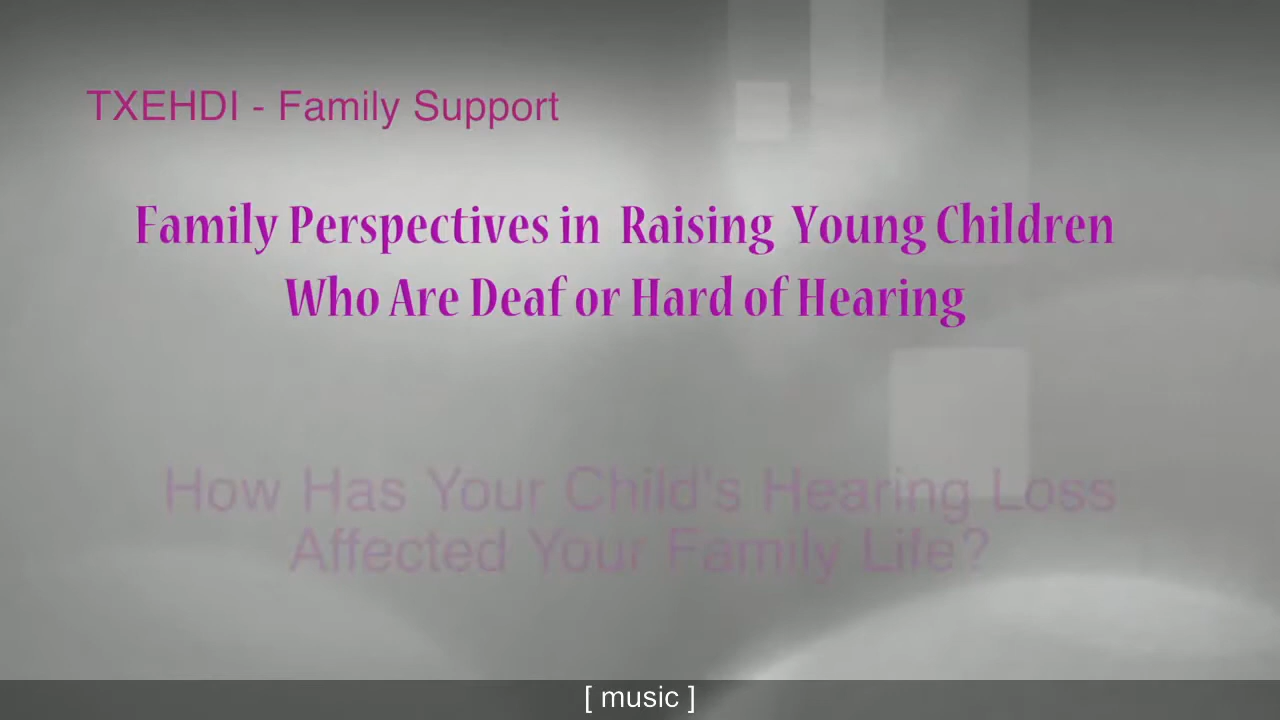 TXEHDI - Family Support
Family Perspectives in Raising Young Children
Who Are Deaf or Hard of Hearing
How Has Your Child's Hearing Loss
Affected Your Family Life?
[ music ]